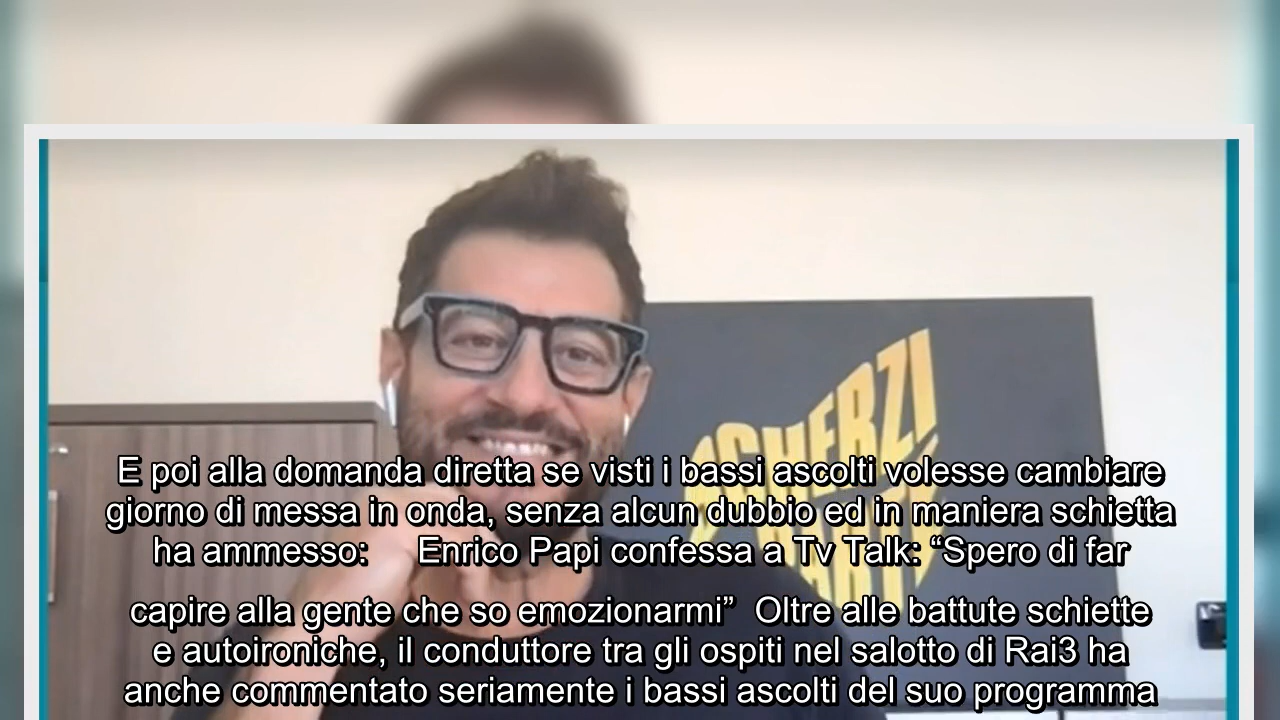 SCHERZI
E poi alla domanda diretta se visti i bassi ascolti volesse cambiare
giorno di messa in onda, senza alcun dubbio ed in maniera schietta
ha ammesso: Enrico Papi confessa a Tv Talk: “Spero di far
capire alla gente che so emozionarmi” Oltre alle battute schiette
e autoironiche, il conduttore tra gli ospiti nel salotto di Rai3 ha
anche commentato seriamente i bassi ascolti del suo programma